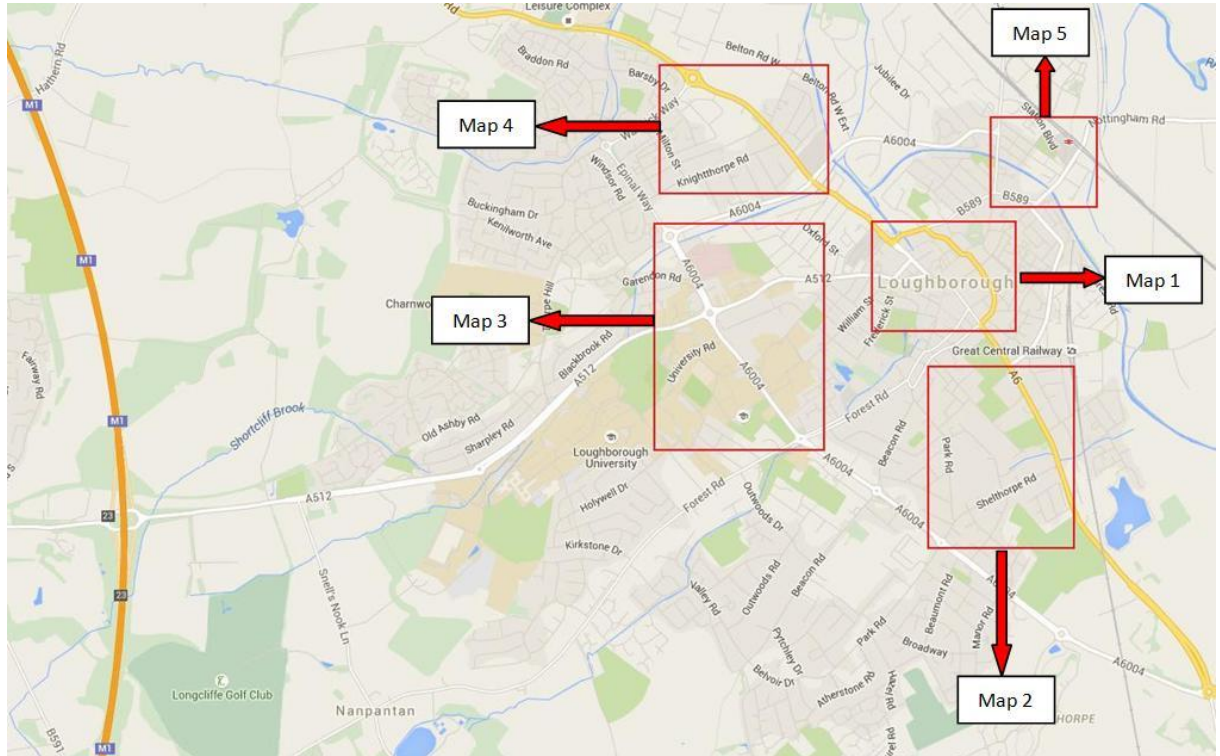 Leisure Complex
Map 5
Hathern Rd
M1
Braddon Rd
Belton Rd W
Barsby Dr
Jubilee Dr
Belton Rd W Ext
Station Blvd
Nottingham Rd
Map 4
Warwick Way
Milton St
A6004
Knightthorpe Rd
Windsor Rd
Epinal Way
B589
B589
Buckingham Dr
A6004
Kenilworth Ave
Oxford St
M1
A6004
Garendon Rd
A512
Loughborough
Map 1
Map 3
William St
Frederick St
University Rd
Blackbrook Rd
A512
A6004
Great Central Railway
Fairway Rd
A6
M1
Forest Rd
Shortcliff Brook
Old Ashby Rd
Sharpley Rd
Beacon Rd
Park Rd
Loughborough
University
Shelthorpe Rd
A6004
Holywell Dr
Forest Rd
Outwoods Dr
A512
23
Kirkstone Dr
Snell's Nook Ln
Valley Rd
Outwoods Rd
Beacon Rd
A6004
23
Beaumont Rd
Manor Rd
Park Rd
Broadway
Pytchley Dr
A6004
Belvoir Dr
Atherstone Rd
Longcliffe Golf Club
Nanpantan
Map 2
B591
M1